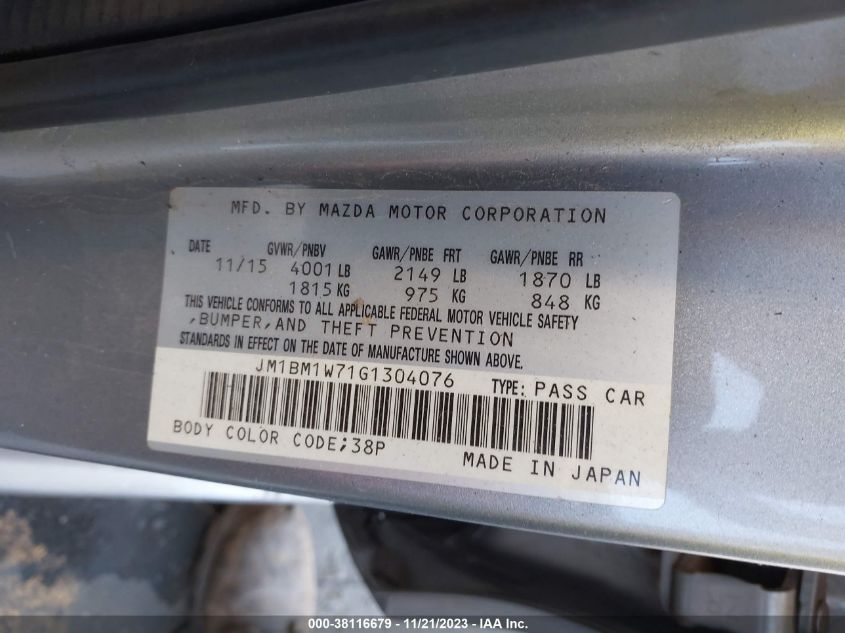 MFD. BY MAZDA MOTOR CORPORATION
DATE GVWR/PNBV GAWR/PNBE FRT GAWR/PNBE RR
11/15 4001 LB 2149 LB 1870 LB
1815 KG 975 KG 848 KG
THIS VEHICLE CONFORMS TO ALL APPLICABLE FEDERAL MOTOR VEHICLE SAFETY
,BUMPER,AND THEFT PREVENTION
STANDARDS IN EFFECT ON THE DATE OF MANUFACTURE SHOWN ABOVE.
JM1BM1W71G1304076 TYPE: PASS CAR
BODY COLOR CODE;38P
MADE IN JAPAN
000-38116679 - 11/21/2023 - IAA Inc.